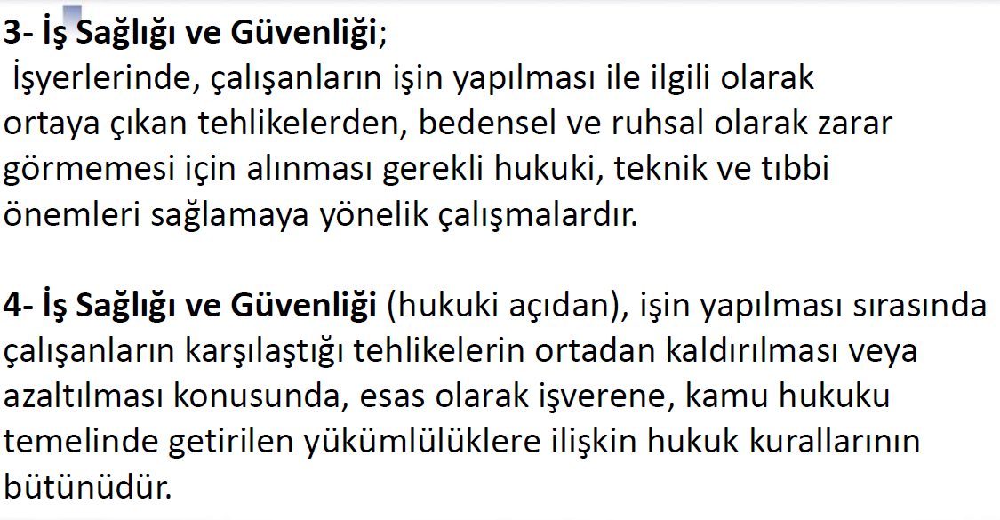 3- İş Sağlığı ve Güvenliği;
İşyerlerinde, çalışanların işin yapılması ile ilgili olarak
ortaya çıkan tehlikelerden, bedensel ve ruhsal olarak zarar
görmemesi için alınması gerekli hukuki, teknik ve tıbbi
önemleri sağlamaya yönelik çalışmalardır.
4- İş Sağlığı ve Güvenliği (hukuki açıdan), işin yapılması sırasında
çalışanların karşılaştığı tehlikelerin ortadan kaldırılması veya
azaltılması konusunda, esas olarak işverene, kamu hukuku
temelinde getirilen yükümlülüklere ilişkin hukuk kurallarının
bütünüdür.